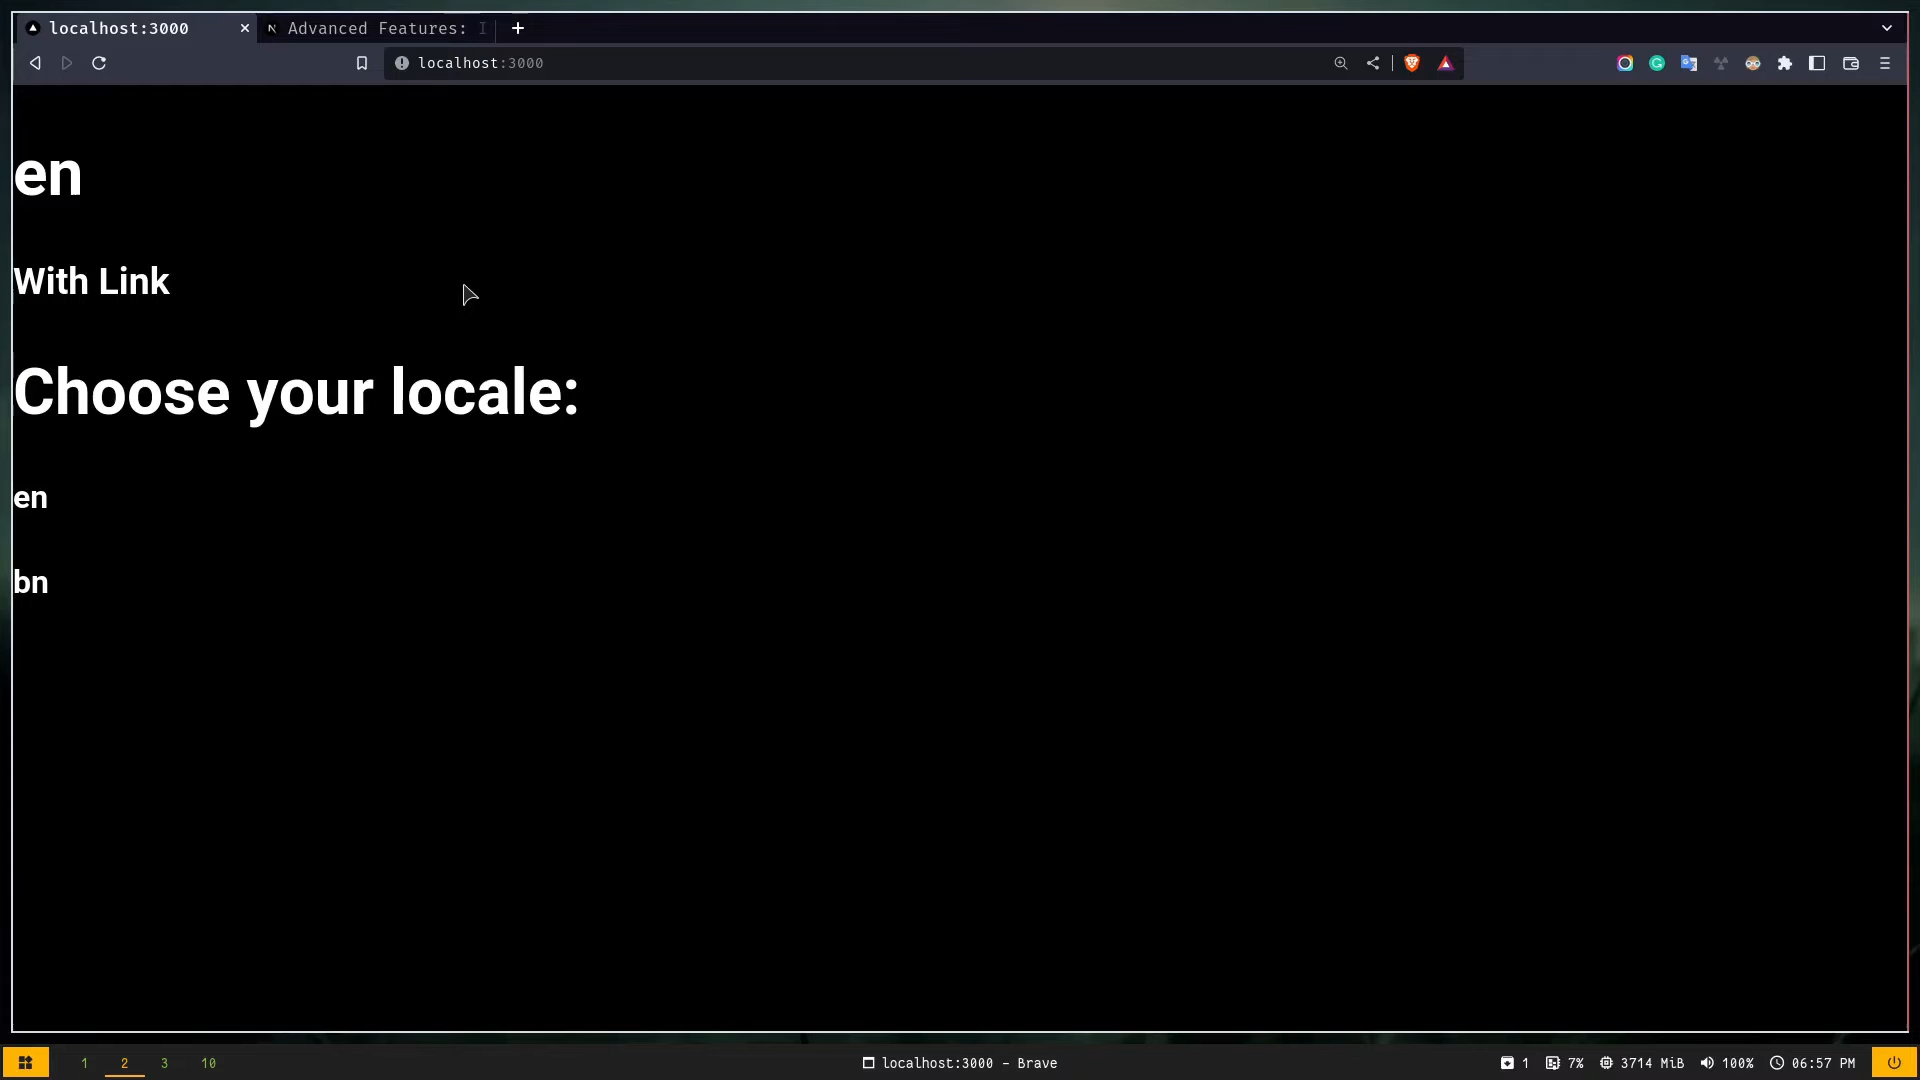 localhost:3000
Advanced Features:
localhost:3000
en
With Link
Choose your locale:
en
bn
1 2 3 10
localhost:3000 - Brave
1 7% 3714 MiB 100% 06:57 PM